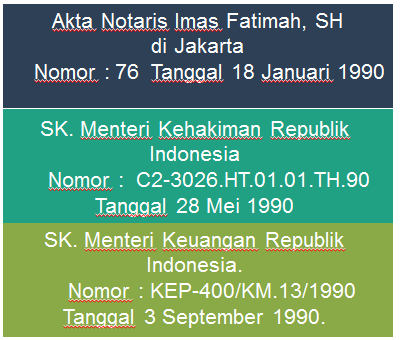 Akta Notaris Imas Fatimah, SH
di Jakarta
Nomor : 76 Tanggal 18 Januari 1990
SK. Menteri Kehakiman Republik
Indonesia
Nomor : C2-3026.HT.01.01.TH.90
Tanggal 28 Mei 1990
SK. Menteri Keuangan Republik
Indonesia.
Nomor : KEP-400/KM.13/1990
Tanggal 3 September 1990.